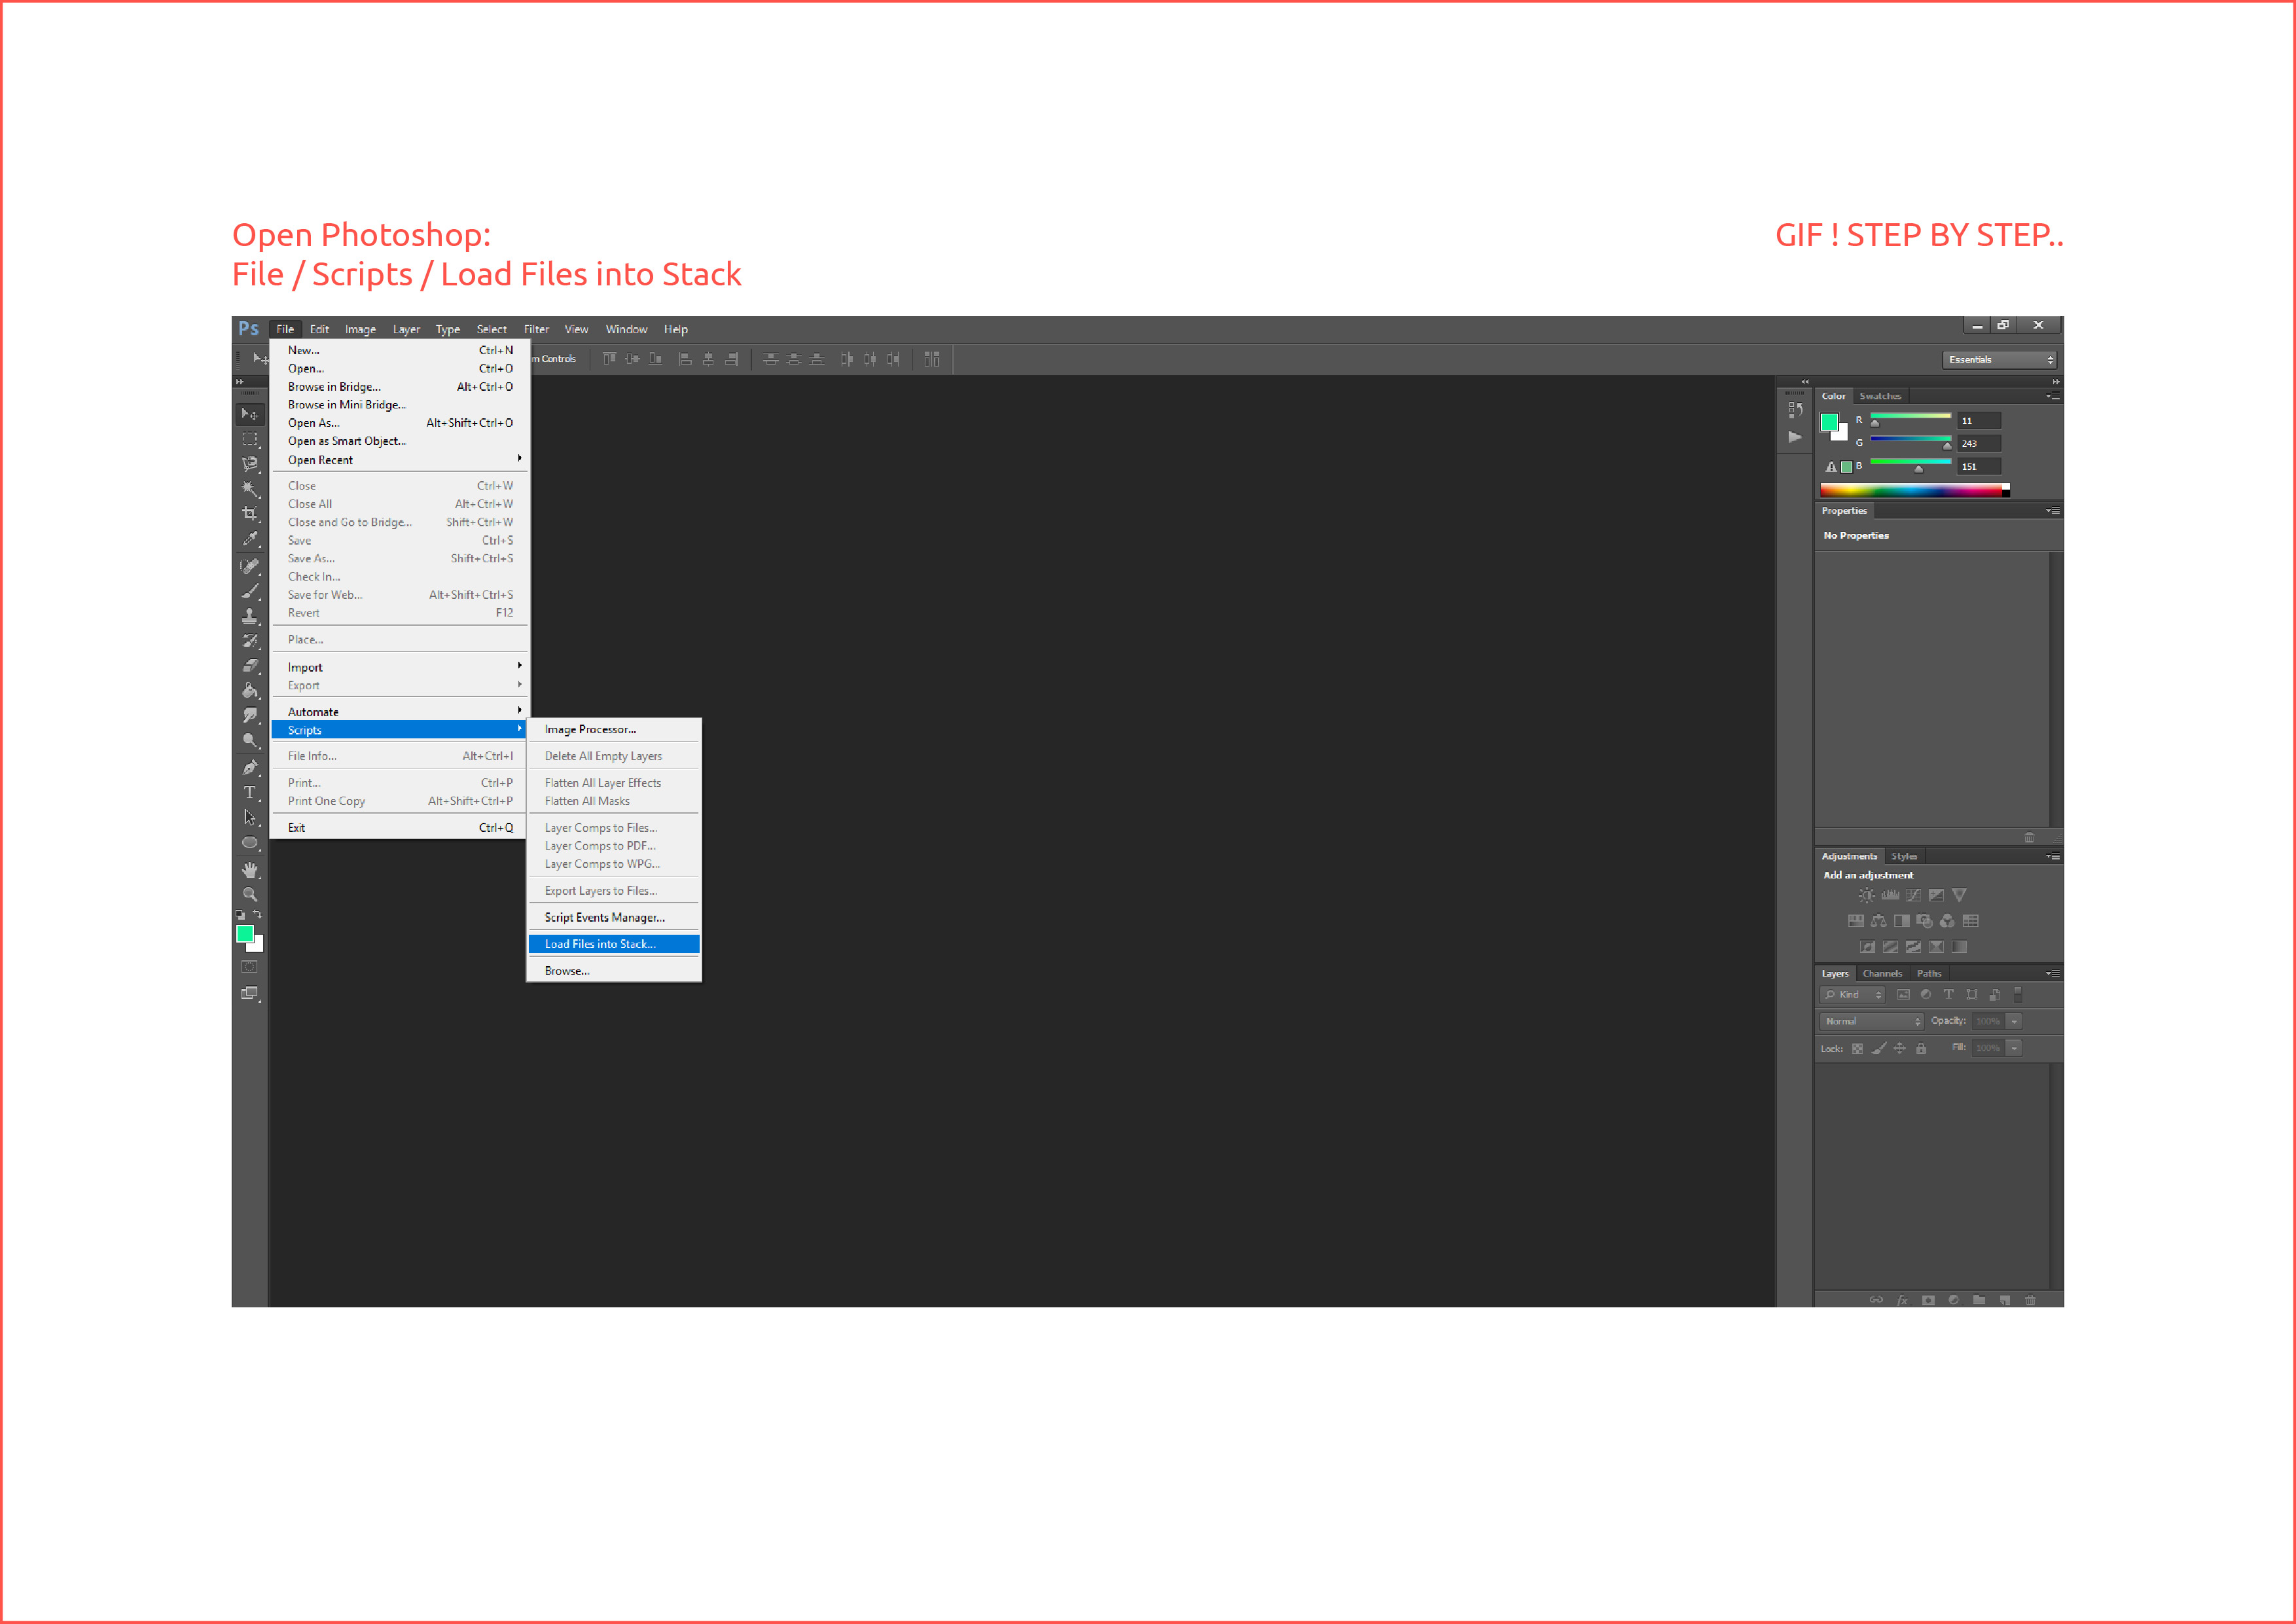 Open Photoshop:
File / Scripts / Load Files into Stack
GIF ! STEP BY STEP..
Ps File Edit Image Layer Type Select Filter View Window Help
m Controls
Essentials
New... Ctrl+N
Open... Ctrl+O
Browse in Bridge... Alt+Ctrl+O
Browse in Mini Bridge...
Open As... Alt+Shift+Ctrl+O
Open as Smart Object...
Open Recent
Close Ctrl+W
Close All Alt+Ctrl+W
Close and Go to Bridge... Shift+Ctrl+W
Save Ctrl+S
Save As... Shift+Ctrl+S
Check In...
Save for Web... Alt+Shift+Ctrl+S
Revert F12
Place...
Import
Export
Automate
Scripts
File Info... Alt+Ctrl+I
Print... Ctrl+P
Print One Copy Alt+Shift+Ctrl+P
Exit Ctrl+Q
Image Processor...
Delete All Empty Layers
Flatten All Layer Effects
Flatten All Masks
Layer Comps to Files...
Layer Comps to PDF...
Layer Comps to WPG...
Export Layers to Files...
Script Events Manager...
Load Files into Stack...
Browse...
Color Swatches
R 11
G 243
B 151
Properties
No Properties
Adjustments Styles
Add an adjustment
Layers Channels Paths
Kind
Normal Opacity: 100%
Lock: Fill: 100%
fx